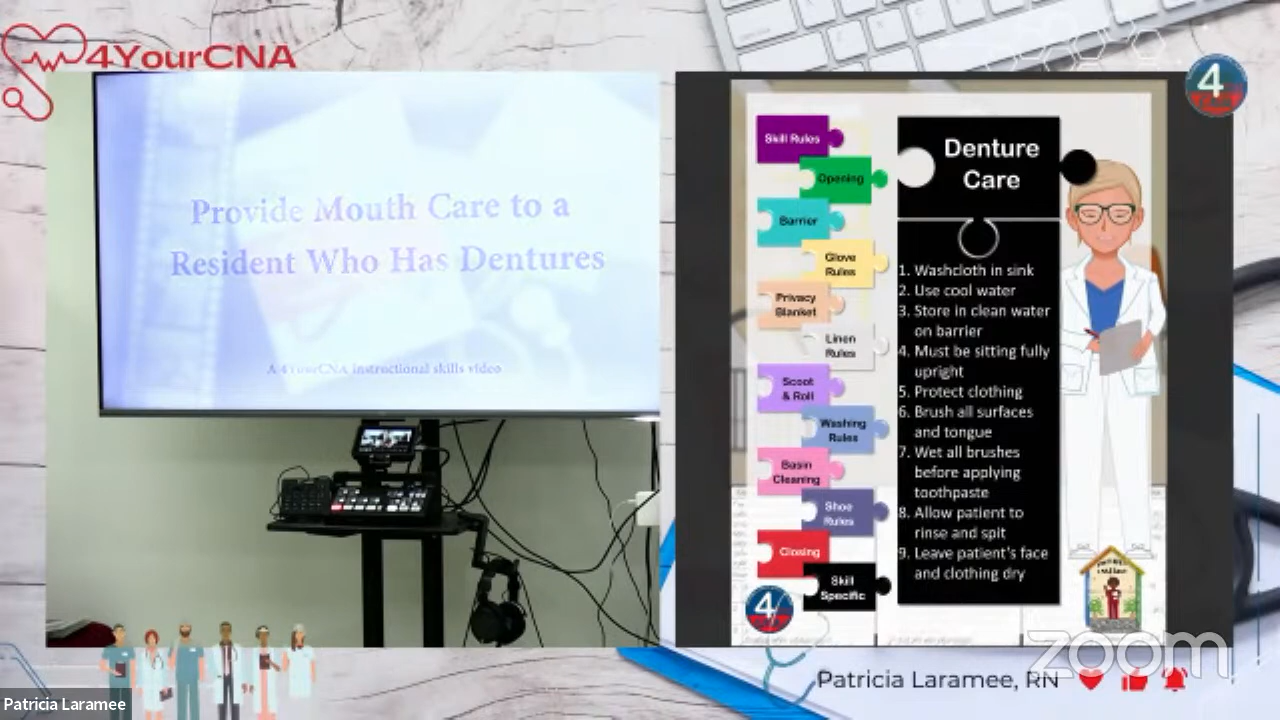 4YourCNA
Provide Mouth Care to a
Resident Who Has Dentures
A 4YourCNA instructional skills video
Skill Rules
Opening
Barrier
Glove
Rules
Privacy
Blanket
Linen
Rules
Scoot
& Roll
Washing
Rules
Basin
Cleaning
Shoe
Rules
Closing
Skill
Specific
4
Denture
Care
1. Washcloth in sink
2. Use cool water
3. Store in clean water
on barrier
4. Must be sitting fully
upright
5. Protect clothing
6. Brush all surfaces
and tongue
7. Wet all brushes
before applying
toothpaste
8. Allow patient to
rinse and spit
9. Leave patient's face
and clothing dry
4
Patricia Laramee, RN
zoom
Patricia Laramee